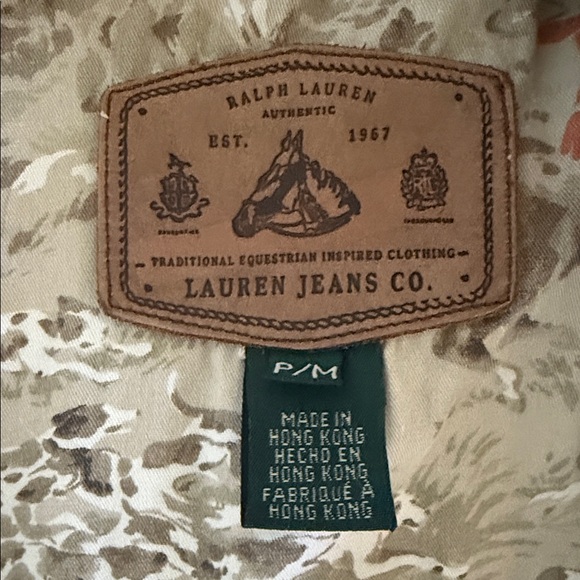 RALPH LAUREN
AUTHENTIC
EST. 1967
RLL
TRADITIONAL EQUESTRIAN INSPIRED CLOTHING
LAUREN JEANS CO.
P/M
MADE IN
HONG KONG
HECHO EN
HONG KONG
FABRIQUÉ À
HONG KONG